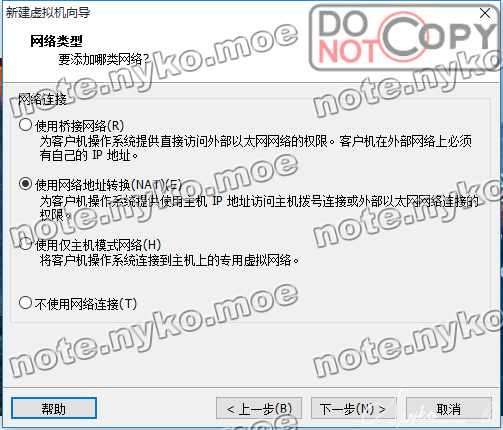 新建虚拟机向导
DO NOT COPY
网络类型
要添加哪类网络?
note.nyko.moe
网络连接
使用桥接网络(R)
为客户机操作系统提供直接访问外部以太网网络的权限。客户机在外部网络上必须
有自己的 IP 地址。
note.nyko.moe
使用网络地址转换(NAT)(E)
为客户机操作系统提供使用主机 IP 地址访问主机拨号连接或外部以太网网络连接的
权限。
note.nyko.moe
使用仅主机模式网络(H)
将客户机操作系统连接到主机上的专用虚拟网络。
note.nyko.moe
不使用网络连接(T)
note.nyko.moe
note.nyko.moe
帮助
< 上一步(B)
下一步(N) >
取消